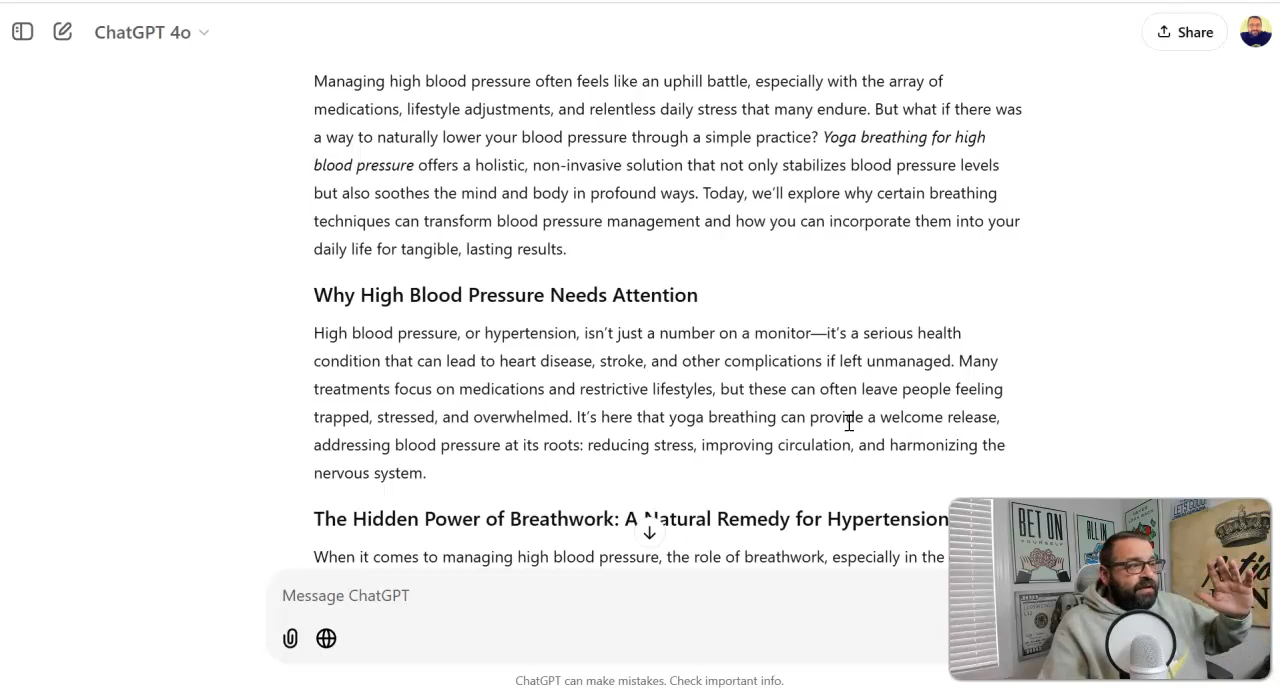 ChatGPT 4o
Share
Managing high blood pressure often feels like an uphill battle, especially with the array of
medications, lifestyle adjustments, and relentless daily stress that many endure. But what if there was
a way to naturally lower your blood pressure through a simple practice? Yoga breathing for high
blood pressure offers a holistic, non-invasive solution that not only stabilizes blood pressure levels
but also soothes the mind and body in profound ways. Today, we’ll explore why certain breathing
techniques can transform blood pressure management and how you can incorporate them into your
daily life for tangible, lasting results.
Why High Blood Pressure Needs Attention
High blood pressure, or hypertension, isn’t just a number on a monitor—it’s a serious health
condition that can lead to heart disease, stroke, and other complications if left unmanaged. Many
treatments focus on medications and restrictive lifestyles, but these can often leave people feeling
trapped, stressed, and overwhelmed. It’s here that yoga breathing can provide a welcome release,
addressing blood pressure at its roots: reducing stress, improving circulation, and harmonizing the
nervous system.
The Hidden Power of Breathwork: A Natural Remedy for Hypertension
When it comes to managing high blood pressure, the role of breathwork, especially in the
Message ChatGPT
ChatGPT can make mistakes. Check important info.
BET ON
YOURSELF
ALL IN